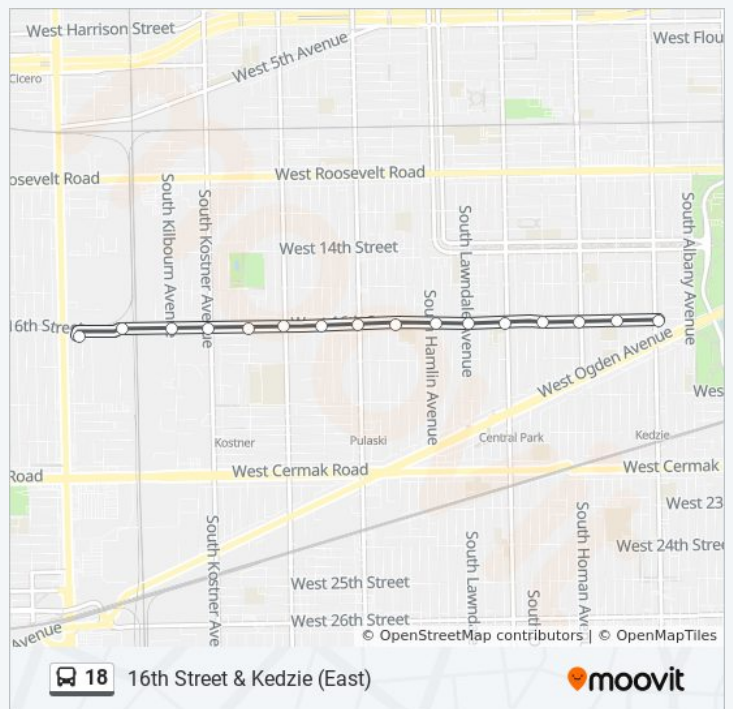 West Harrison Street
West 5th Avenue
West Flou
Cicero
osevelt Road
West Roosevelt Road
South Kilbourn Avenue
South Kostner Avenue
South Lawndale Avenue
South Albany Avenue
West 14th Street
16th Street
South Hamlin Avenue
West Ogden Avenue
Wes
Kostner
Pulaski
Central Park
Kedzie
Road
West Cermak Road
West Cermak
South Kostner Ave
South Lawnd
South Homan Ave
West 23
West 24th Stree
South
West 25th Street
West 26th Street
Avenue
© OpenStreetMap contributors | © OpenMapTiles
18 16th Street & Kedzie (East)
moovit